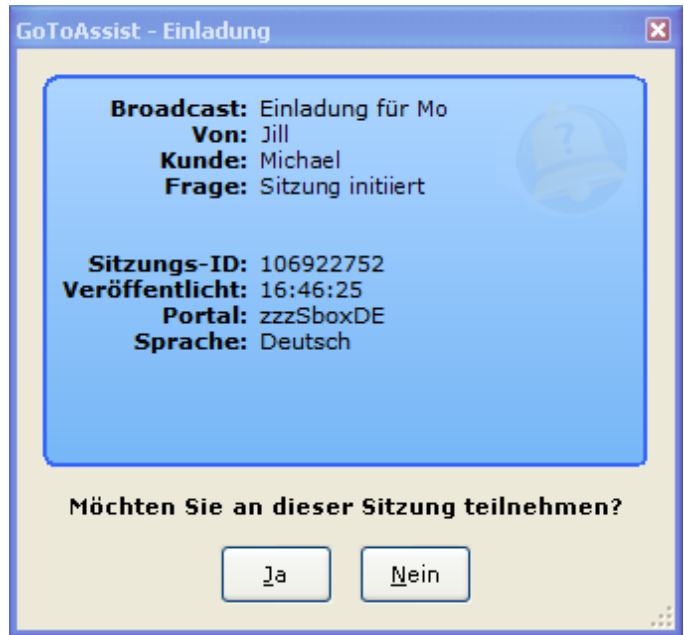 GoToAssist - Einladung
Broadcast: Einladung für Mo
Von: Jill
Kunde: Michael
Frage: Sitzung initiiert
Sitzungs-ID: 106922752
Veröffentlicht: 16:46:25
Portal: zzzSboxDE
Sprache: Deutsch
Möchten Sie an dieser Sitzung teilnehmen?
Ja Nein